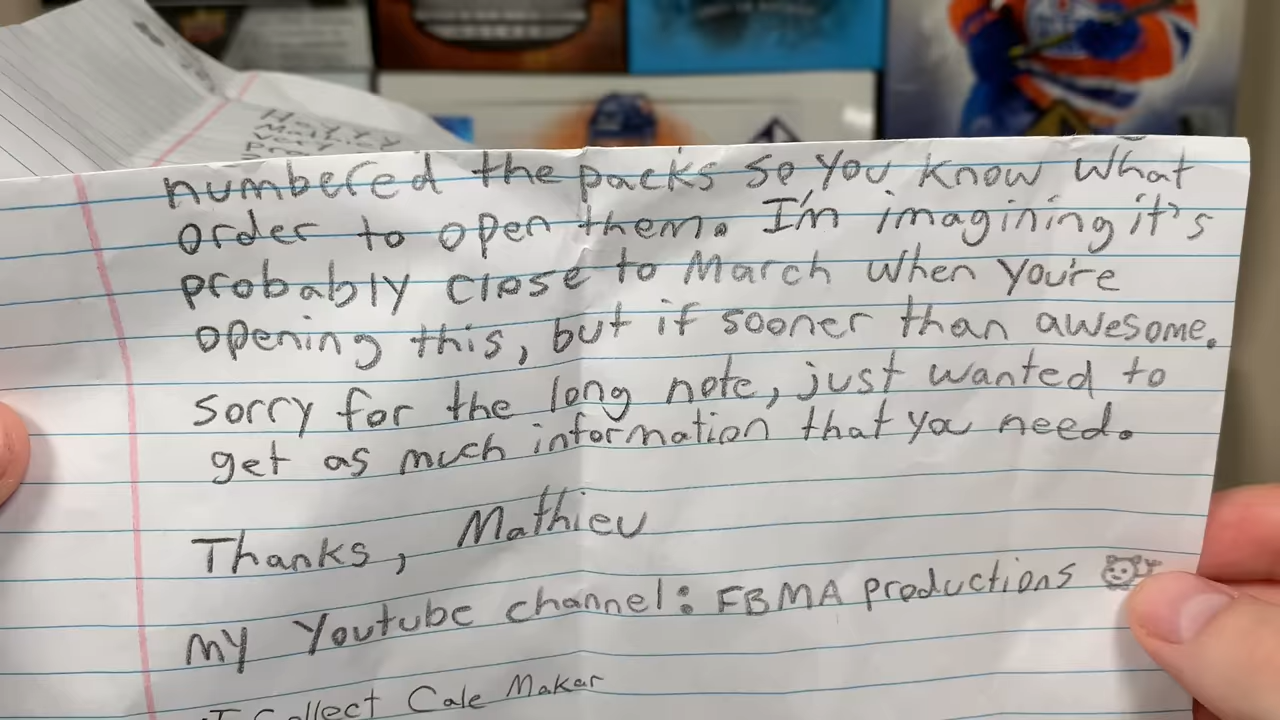 numbered the packs so you know what
order to open them. I'm imagining it's
probably close to March when you're
opening this, but if sooner than awesome.
sorry for the long note, just wanted to
get as much information that you need.
Thanks, Mathieu
my Youtube channel: FBMA productions
I Collect Cale Makar